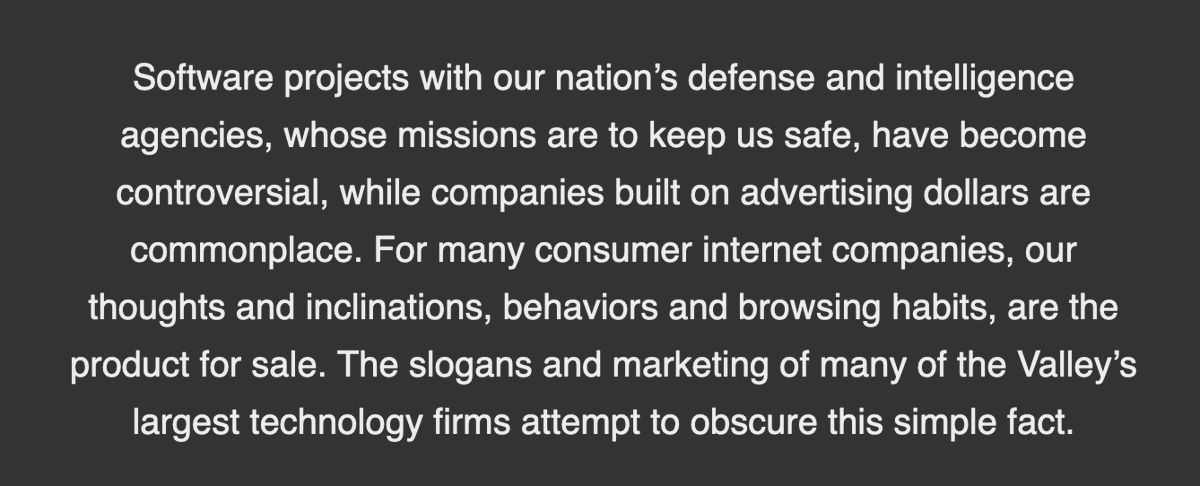 Software projects with our nation’s defense and intelligence
agencies, whose missions are to keep us safe, have become
controversial, while companies built on advertising dollars are
commonplace. For many consumer internet companies, our
thoughts and inclinations, behaviors and browsing habits, are the
product for sale. The slogans and marketing of many of the Valley’s
largest technology firms attempt to obscure this simple fact.